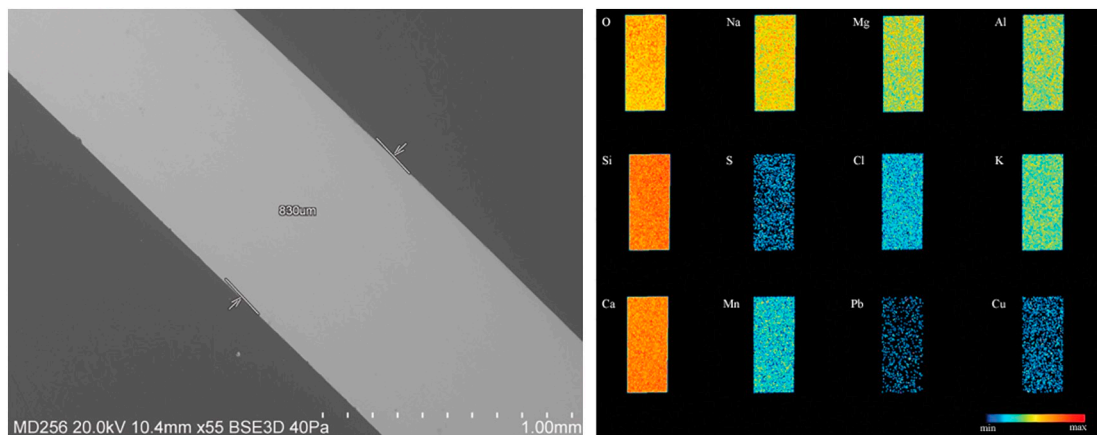 830um
MD256 20.0kV 10.4mm x55 BSE3D 40Pa 1.00mm
O Na Mg Al
Si S Cl K
Ca Mn Pb Cu
min max